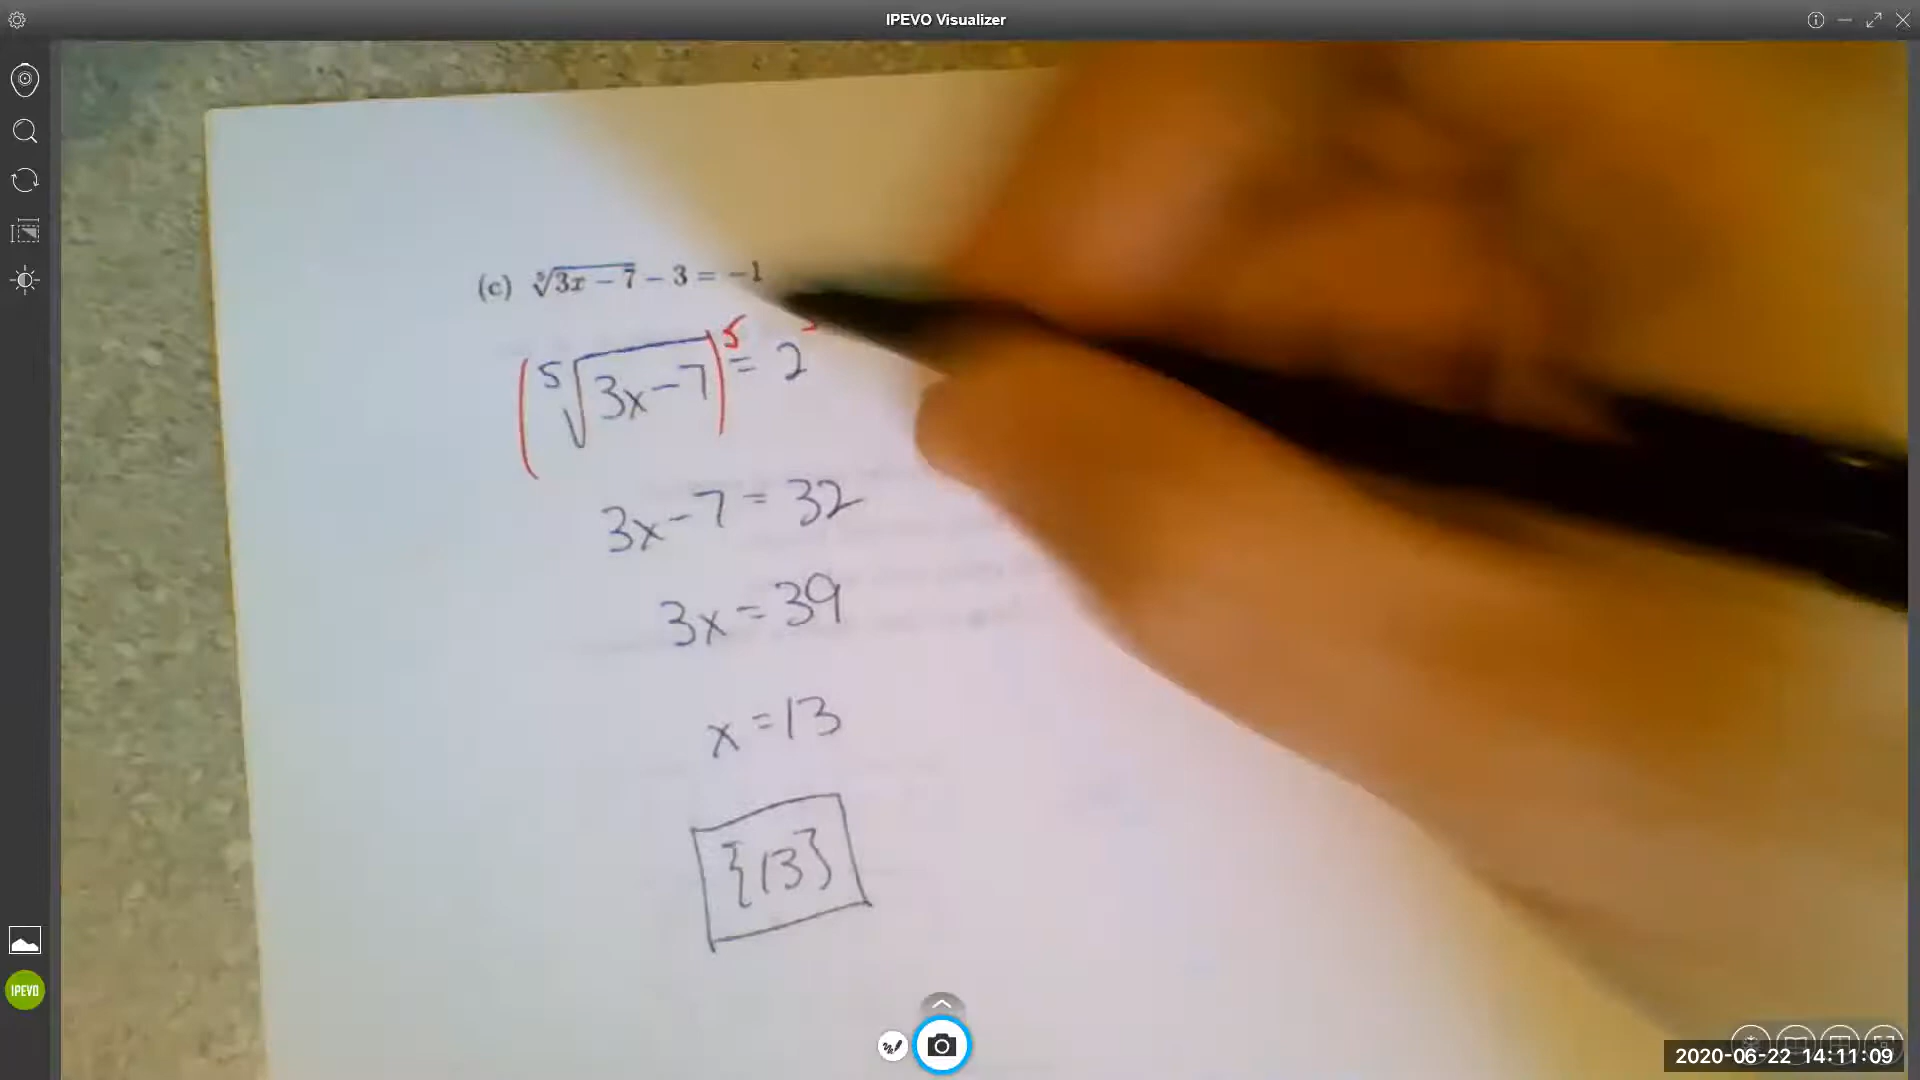 IPEVO Visualizer
(c) ⁵√(3x − 7) − 3 = −1
(⁵√(3x−7))⁵ = 2
3x−7 = 32
3x = 39
x = 13
{13}
IPEVO
2020-06-22 14:11:09